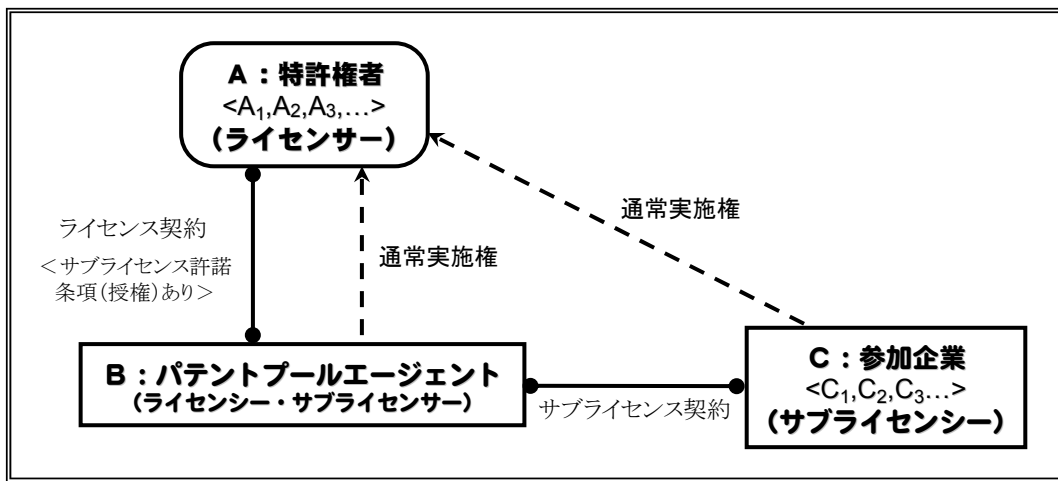 A：特許権者
<A1,A2,A3,…>
（ライセンサー）
ライセンス契約
＜サブライセンス許諾
条項（授権）あり＞
通常実施権
通常実施権
B：パテントプールエージェント
（ライセンシー・サブライセンサー）
サブライセンス契約
C：参加企業
<C1,C2,C3…>
（サブライセンシー）